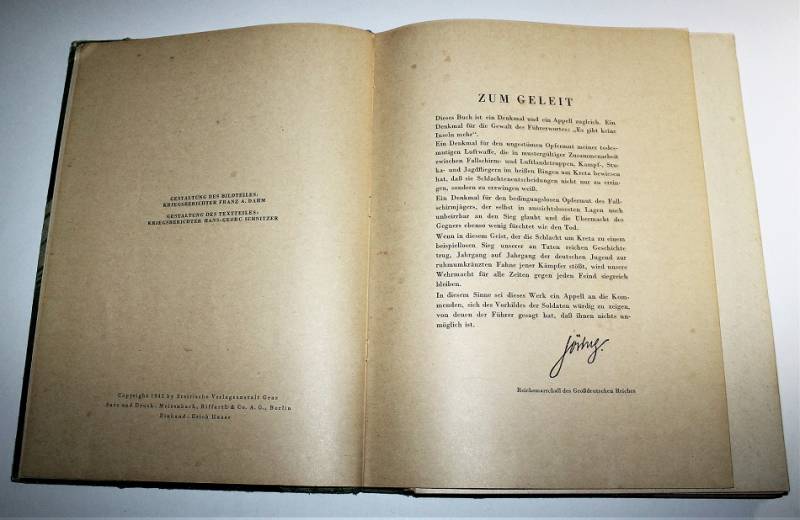 GESTALTUNG DES BILDTEILES:
KRIEGSBERICHTER FRANZ A. DAHM
GESTALTUNG DES TEXTTEILES:
KRIEGSBERICHTER HANS-GEORG SCHNITZER
Copyright 1942 by Steirische Verlagsanstalt Graz
Satz und Druck: Meisenbach, Riffarth & Co. A. G., Berlin
Einband: Erich
ZUM GELEIT
Dieses Buch ist ein Denkmal und ein Appell zugleich. Ein
Denkmal für die Gewalt des Führerwortes: „Es gibt keine
Inseln mehr“.
Ein Denkmal für den ungestümen Opfermut meiner todes-
mutigen Luftwaffe, die in mustergültiger Zusammenarbeit
zwischen Fallschirm- und Luftlandetruppen, Kampf-, Stu-
ka- und Jagdfliegern im heißen Ringen um Kreta bewiesen
hat, daß sie Schlachtenentscheidungen nicht nur zu errin-
gen, sondern zu erzwingen weiß.
Ein Denkmal für den bedingungslosen Opfermut des Fall-
schirmjägers, der selbst in aussichtslosesten Lagen noch
unbeirrbar an den Sieg glaubt und die Übermacht des
Gegners ebenso wenig fürchtet wie den Tod.
Wenn in diesem Geist, der die Schlacht um Kreta zu einem
beispiellosen Sieg unserer an Taten reichen Geschichte
trug, Jahrgang auf Jahrgang der deutschen Jugend zur
ruhmumkränzten Fahne jener Kämpfer stößt, wird unsere
Wehrmacht für alle Zeiten gegen jeden Feind siegreich
bleiben.
In diesem Sinne sei dieses Werk ein Appell an die Kom-
menden, sich des Vorbildes der Soldaten würdig zu zeigen,
von denen der Führer gesagt hat, daß ihnen nichts un-
möglich ist.
Göring.
Reichsmarschall des Großdeutschen Reiches